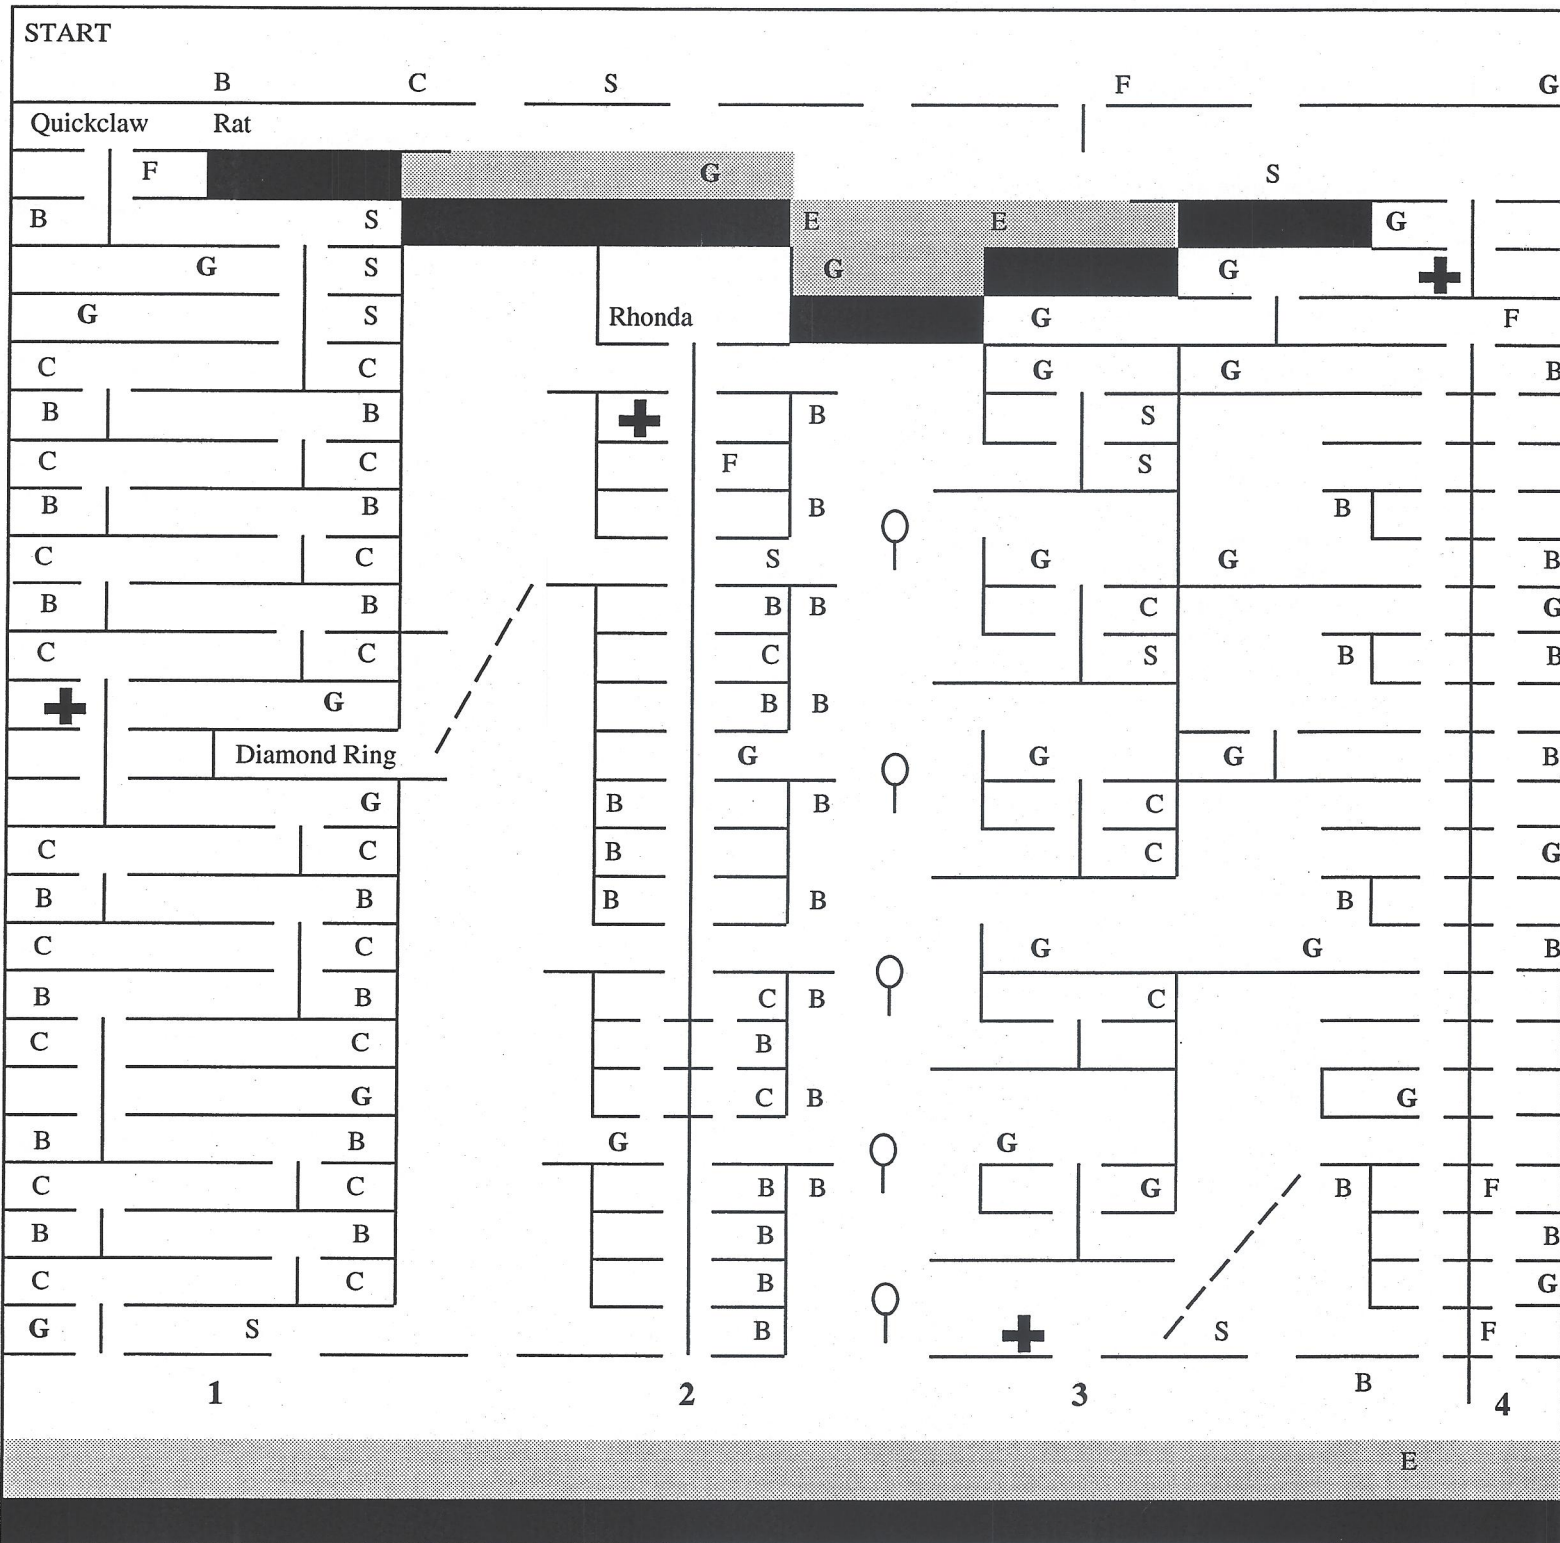 START
B C S F G
Quickclaw Rat
F G S
B S E E G
G S G G
G S Rhonda G F
C C G G B
B B B S
C C F S
B B B B
C C S G G B
B B B B C G
C C C S B B
G B B
Diamond Ring G G G B
G B B C
C C B C G
B B B B B
C C G G B
B B C B C
C C B
G C B G
B B G G
C C B B G B F
B B B B
C C B G
G S B S F
1 2 3 B 4
E